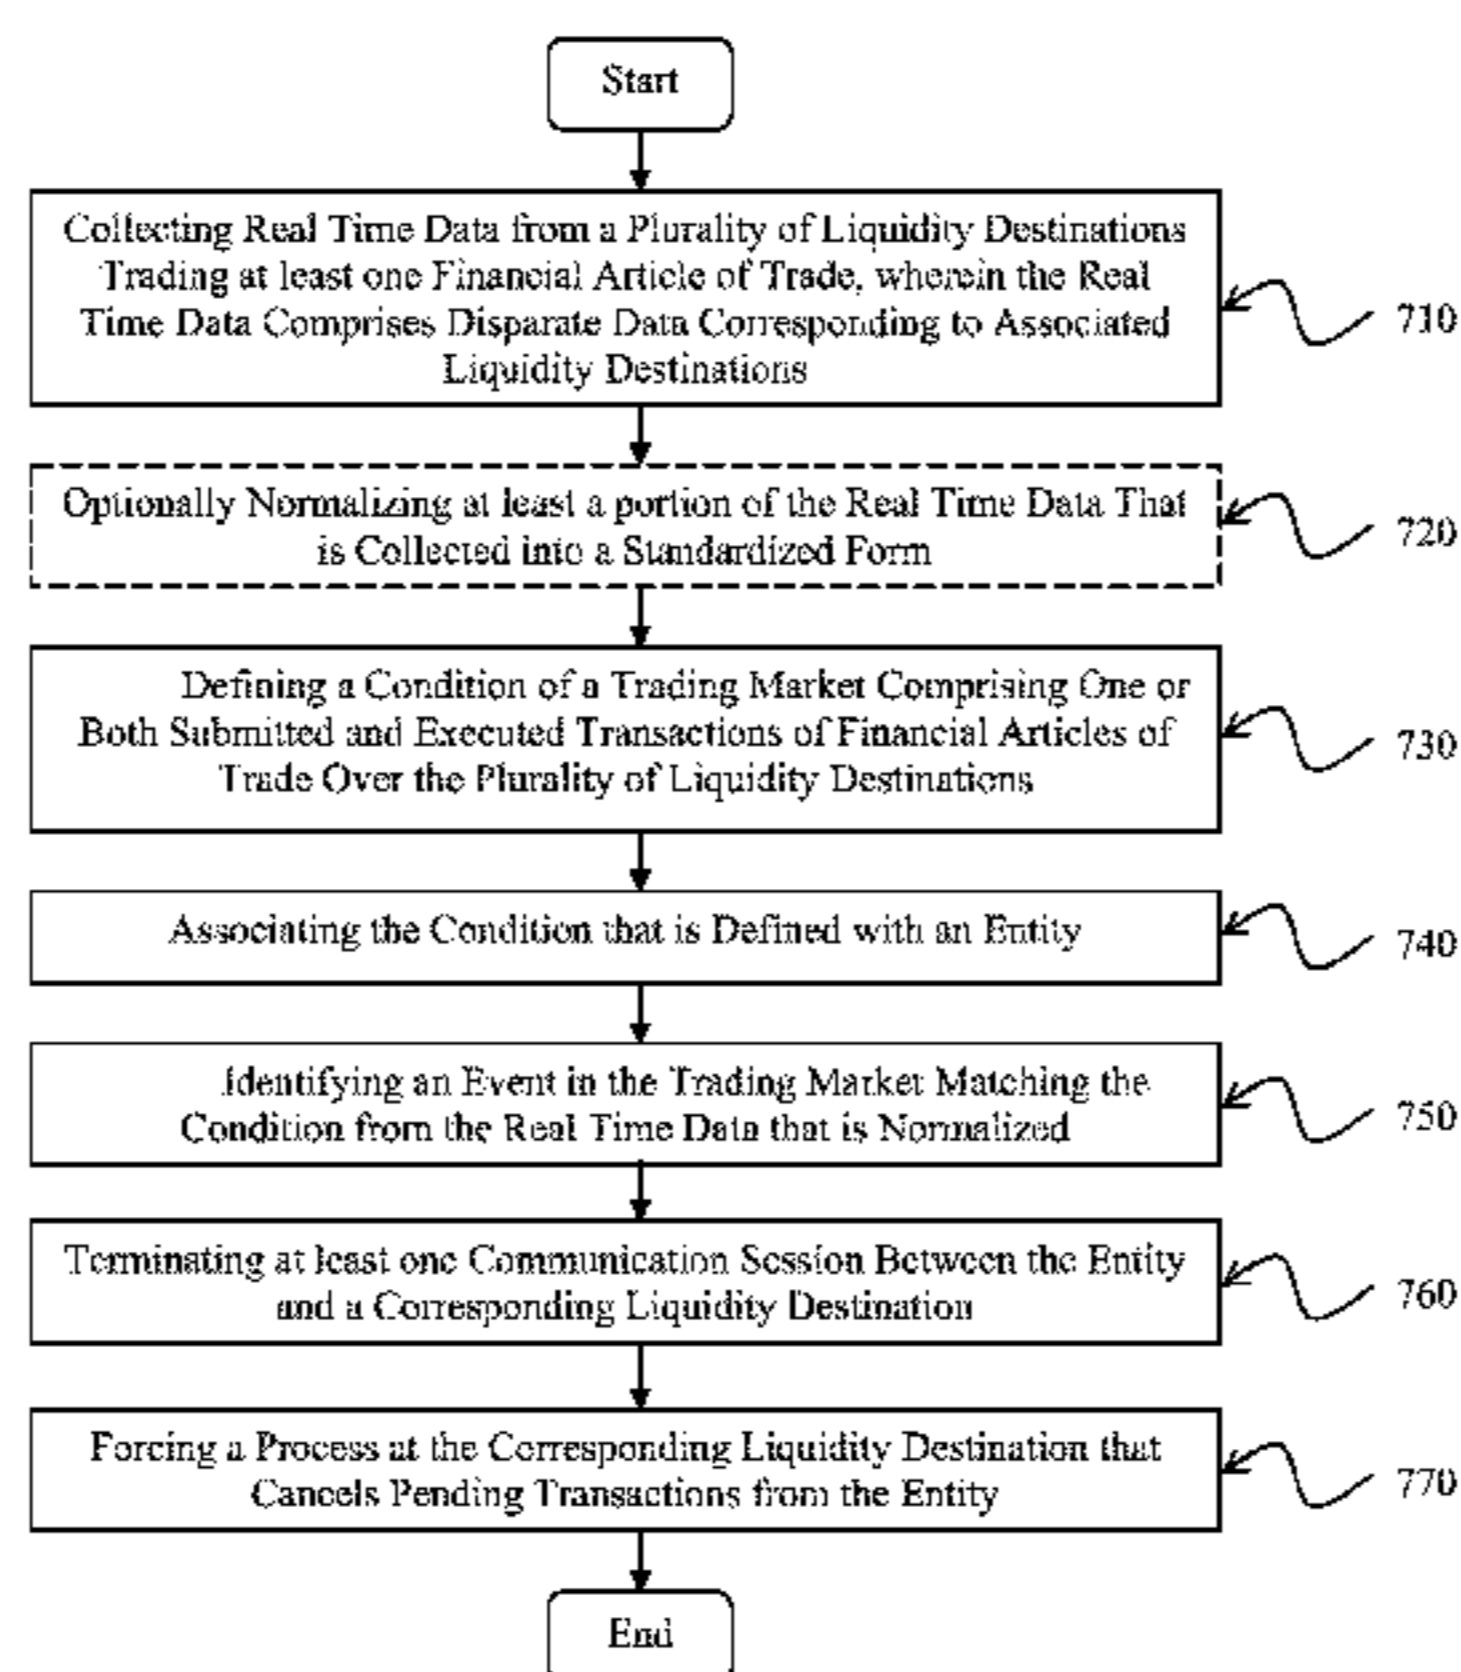 Start
Collecting Real Time Data from a Plurality of Liquidity Destinations
Trading at least one Financial Article of Trade, wherein the Real
Time Data Comprises Disparate Data Corresponding to Associated
Liquidity Destinations
710
Optionally Normalizing at least a portion of the Real Time Data That
is Collected into a Standardized Form
720
Defining a Condition of a Trading Market Comprising One or
Both Submitted and Executed Transactions of Financial Articles of
Trade Over the Plurality of Liquidity Destinations
730
Associating the Condition that is Defined with an Entity
740
Identifying an Event in the Trading Market Matching the
Condition from the Real Time Data that is Normalized
750
Terminating at least one Communication Session Between the Entity
and a Corresponding Liquidity Destination
760
Forcing a Process at the Corresponding Liquidity Destination that
Cancels Pending Transactions from the Entity
770
End